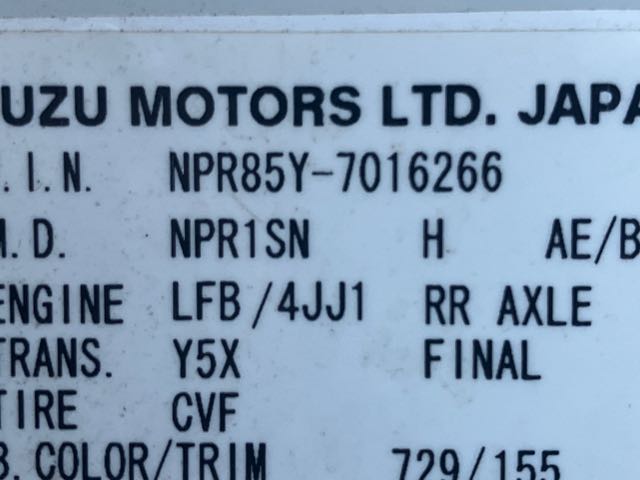 UZU MOTORS LTD. JAPA
.I.N. NPR85Y-7016266
M.D. NPR1SN H AE/B
ENGINE LFB/4JJ1 RR AXLE
TRANS. Y5X FINAL
TIRE CVF
B.COLOR/TRIM 729/155